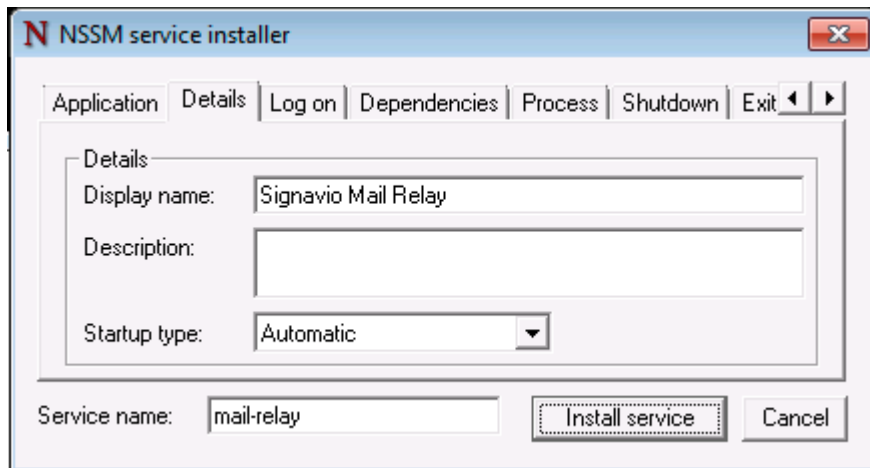 N NSSM service installer
Application Details Log on Dependencies Process Shutdown Exit
Details
Display name: Signavio Mail Relay
Description:
Startup type: Automatic
Service name: mail-relay Install service Cancel